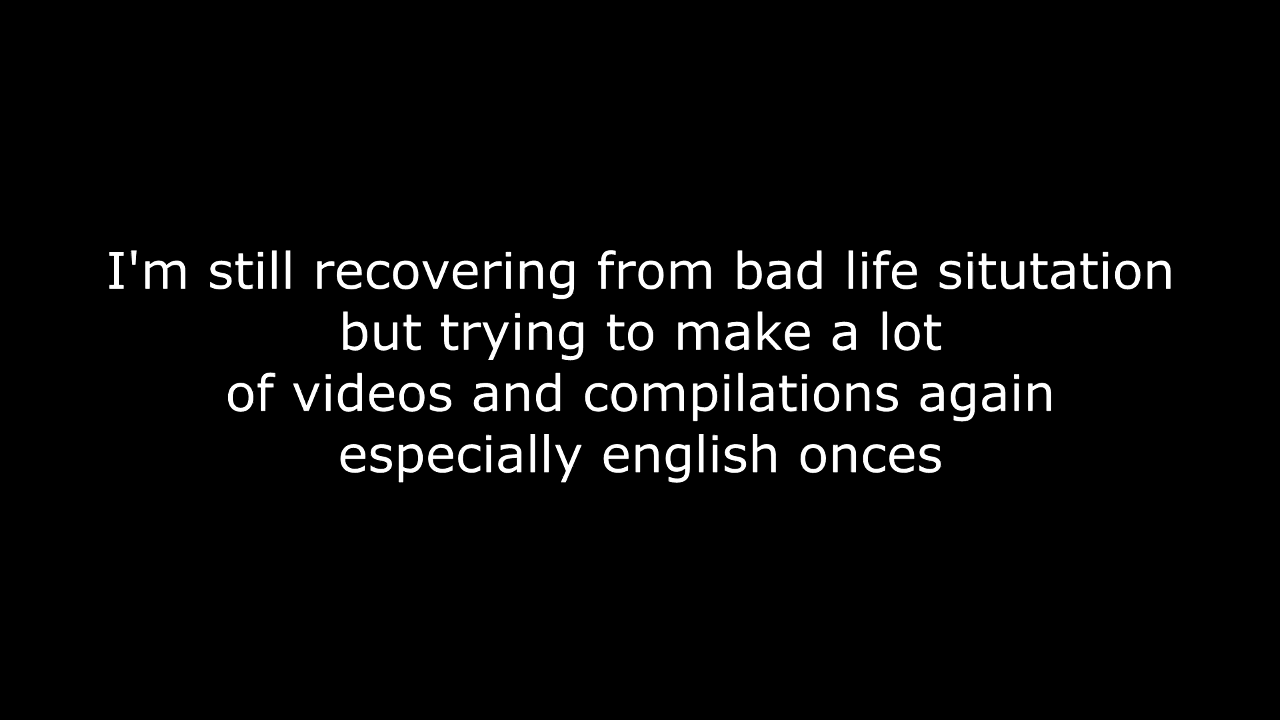 I'm still recovering from bad life situtation
but trying to make a lot
of videos and compilations again
especially english onces